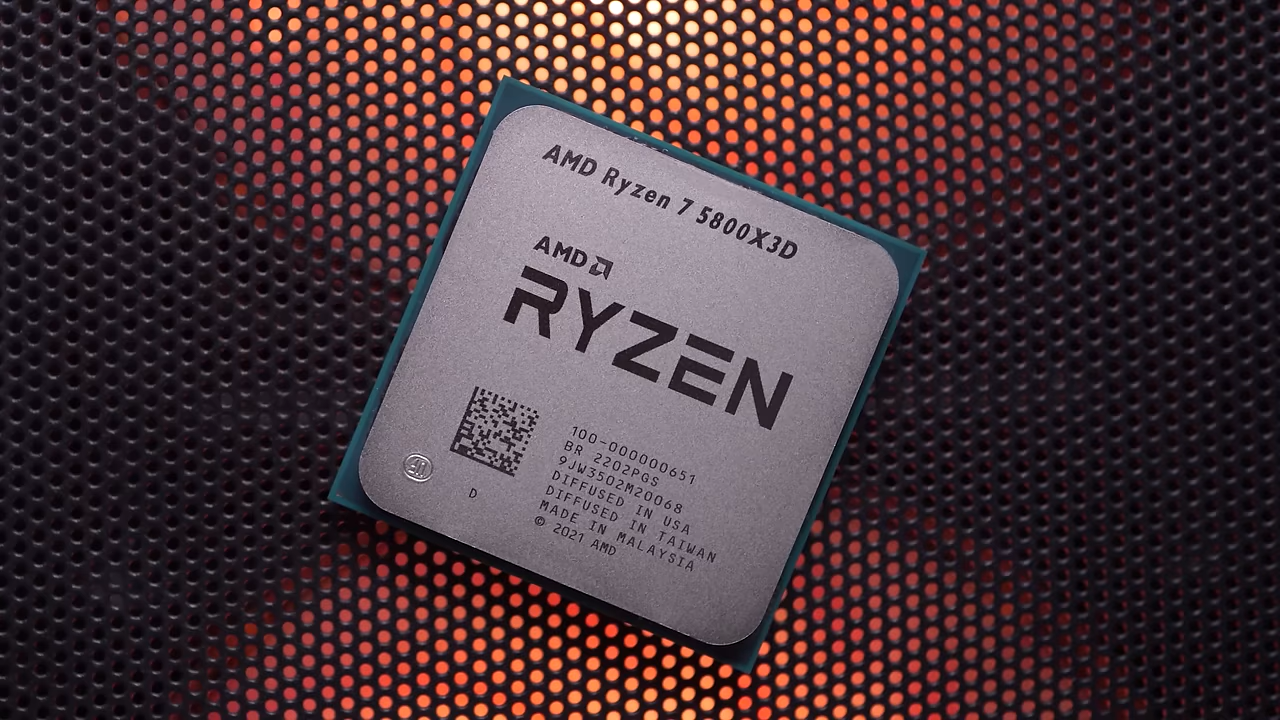 AMD Ryzen 7 5800X3D
AMD
RYZEN
100-000000651
BR 2202PGS
9JW3502M20068
DIFFUSED IN USA
DIFFUSED IN TAIWAN
MADE IN MALAYSIA
© 2021 AMD
D